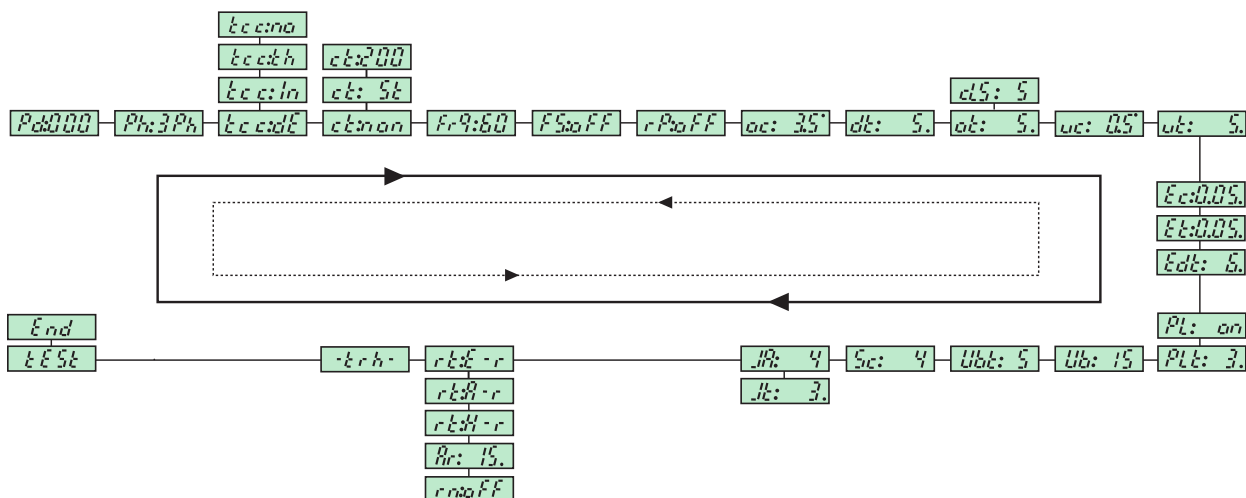 tcc:no
tcc:th
ct:200
tcc:In
ct: St
cLS: 5
Pd:000
Ph:3Ph
tcc:dE
ct:non
Frq:60
FS:oFF
rP:oFF
oc: 3.5
dt: 5.
ot: 5.
uc: 0.5
ut: 5.
Ec:0.05.
Et:0.05.
Edt: 6.
End
PL: on
tESt
-trh-
rt:E-r
JA: 4
Sc: 4
Ubt: 5
Ub: 15
PLt: 3.
rt:A-r
Jt: 3.
rt:H-r
Ar: 15.
rn:oFF